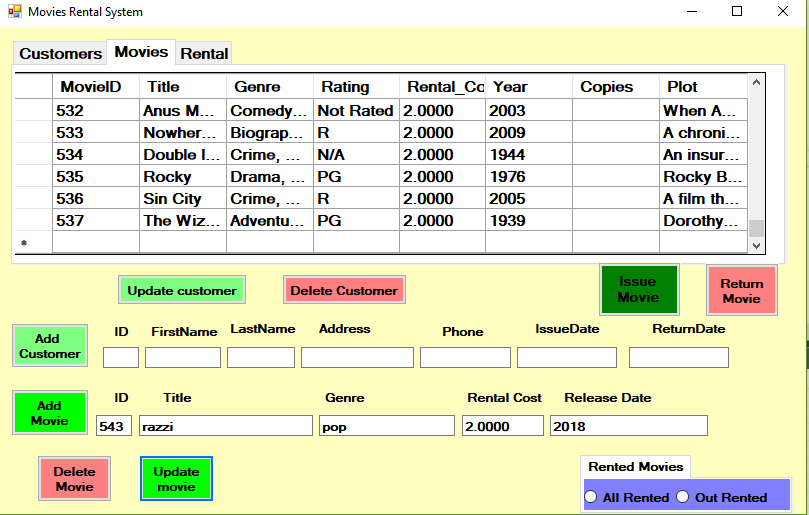 Movies Rental System
Customers Movies Rental
MovieID Title Genre Rating Rental_Co Year Copies Plot
532 Anus M... Comedy... Not Rated 2.0000 2003 When A...
533 Nowher... Biograp... R 2.0000 2009 A chroni...
534 Double I... Crime, ... N/A 2.0000 1944 An insur...
535 Rocky Drama, ... PG 2.0000 1976 Rocky B...
536 Sin City Crime, ... R 2.0000 2005 A film th...
537 The Wiz... Adventu... PG 2.0000 1939 Dorothy...
*
Update customer Delete Customer Issue Movie Return Movie
Add Customer ID FirstName LastName Address Phone IssueDate ReturnDate
Add Movie ID Title Genre Rental Cost Release Date
543 razzi pop 2.0000 2018
Delete Movie Update movie Rented Movies
All Rented Out Rented